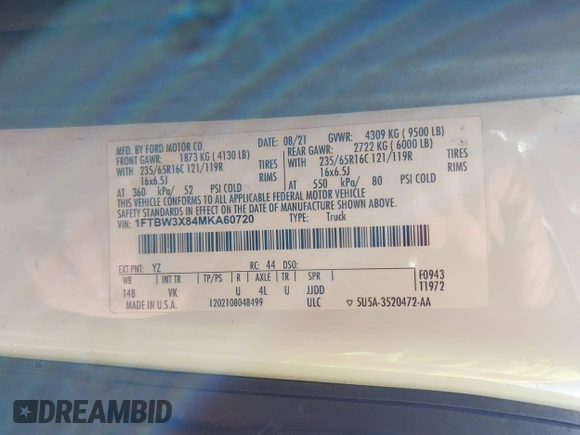 MFD. BY FORD MOTOR CO.
DATE: 08/21 GVWR: 4309 KG ( 9500 LB)
FRONT GAWR: 1873 KG ( 4130 LB)
REAR GAWR: 2722 KG ( 6000 LB)
WITH 235/65R16C 121/119R TIRES
WITH 235/65R16C 121/119R TIRES
16x6.5J RIMS
16x6.5J RIMS
AT 360 kPa/ 52 PSI COLD
AT 550 kPa/ 80 PSI COLD
THIS VEHICLE CONFORMS TO ALL APPLICABLE FEDERAL MOTOR VEHICLE
SAFETY STANDARD IN EFFECT ON THE DATE OF MANUFACTURE SHOWN ABOVE.
VIN: 1FTBW3X84MKA60720
TYPE: Truck
EXT PNT: YZ RC: 44 DSO:
WB INT TR TP/PS R AXLE TR SPR
F0943
148 VK U 4L U JJDD
T1972
MADE IN U.S.A. 1202108048499 ULC ▽ 5U5A-3520472-AA
DREAMBID